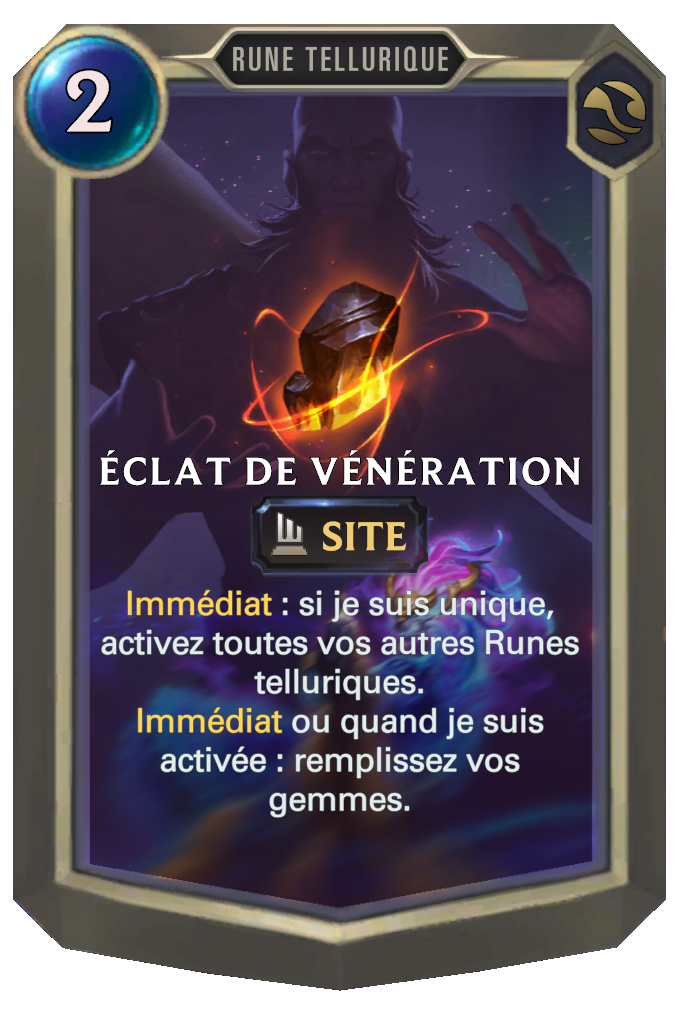 RUNE TELLURIQUE
2
ÉCLAT DE VÉNÉRATION
SITE
Immédiat : si je suis unique,
activez toutes vos autres Runes
telluriques.
Immédiat ou quand je suis
activée : remplissez vos
gemmes.